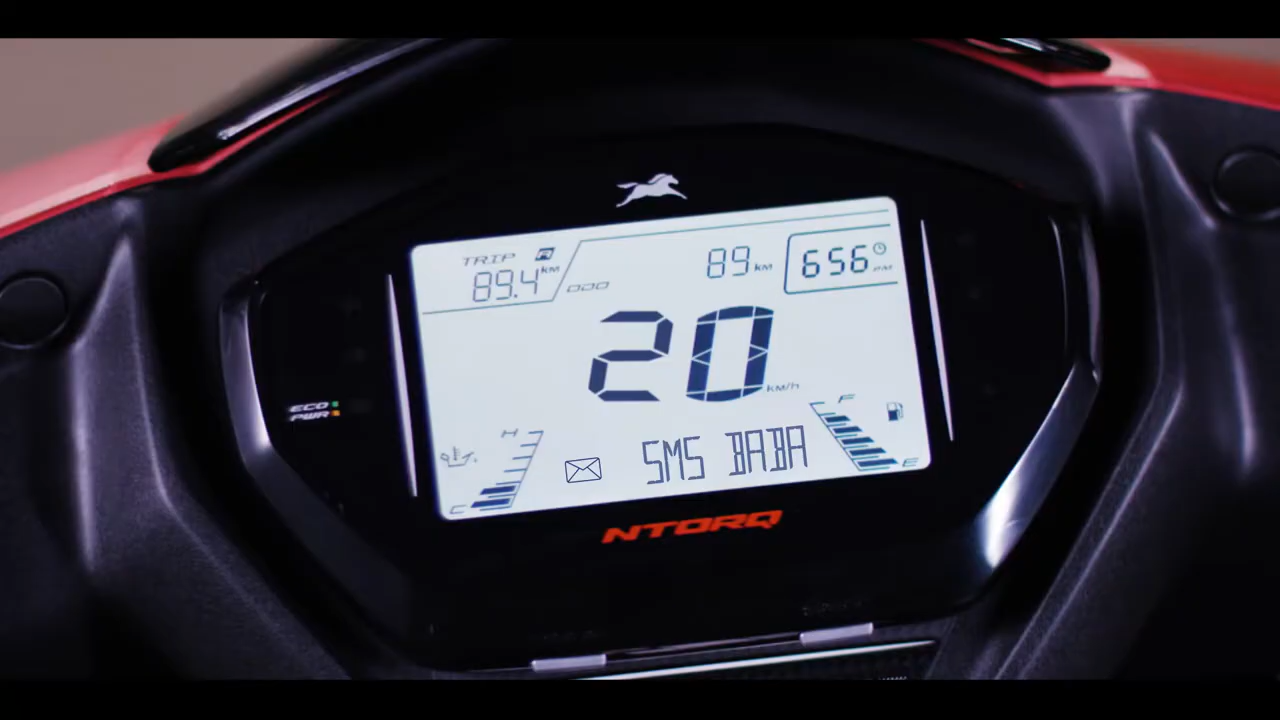 TRIP F
89.4 KM
89 KM
656 PM
20 KM/H
ECO
PWR
H
C
F
E
SMS BABA
NTORQ